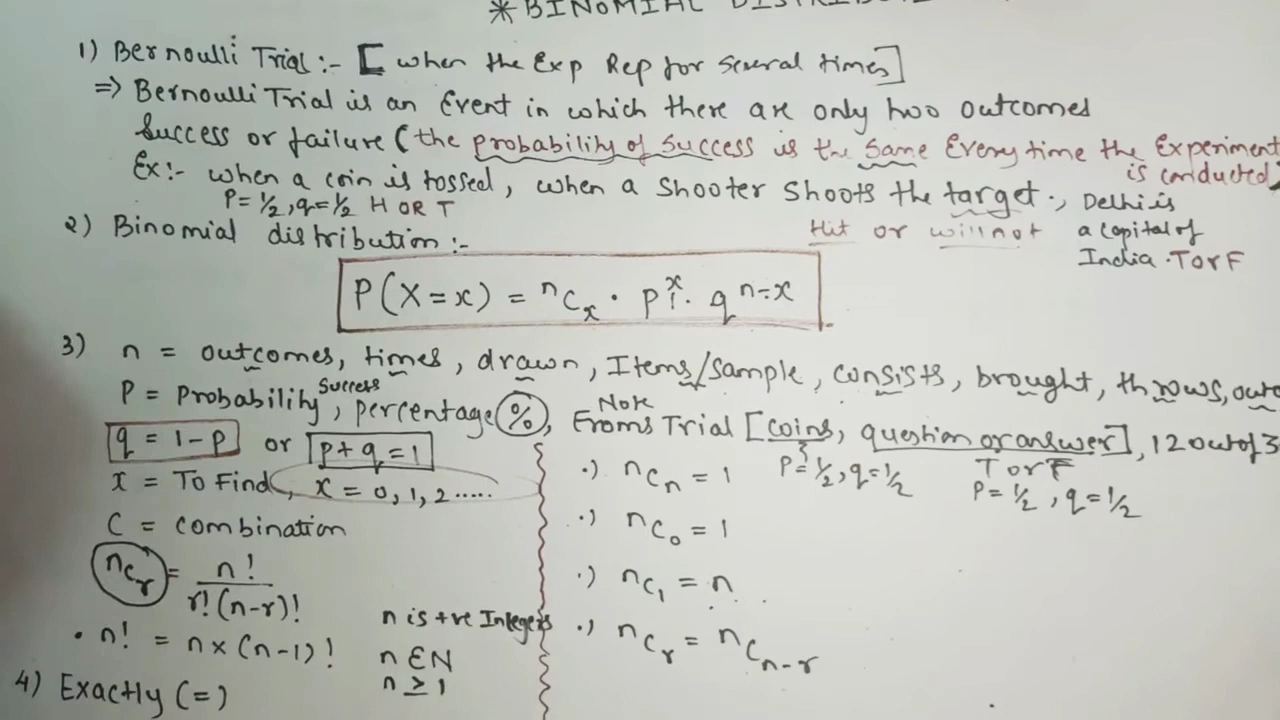 * BINOMIAL
1) Bernoulli Trial :- [ when the Exp Rep for Several times]
=> Bernoulli Trial is an Event in which there are only two outcomes
Success or failure ( the probability of Success is the Same Every time the Experiment
is conducted
Ex :- when a coin is tossed, when a Shooter Shoots the target., Delhi is
P = 1/2, q = 1/2 H OR T
Hit or will not a capital of
India. T or F
2) Binomial distribution :-
P(X = x) = ⁿCₓ · pˣ · qⁿ⁻ˣ
3) n = outcomes, times, drawn, Items/Sample, consists, brought, throws,
P = Probability Success, percentage (%), Note Trial [coins, question or answer], 12 out of 3
q = 1 - p or p + q = 1
P = 1/2, q = 1/2
T or F
P = 1/2, q = 1/2
x = To Find, x = 0, 1, 2 .....
C = combination
ⁿCᵣ = n! / r! (n-r)!
• n! = n x (n-1)!
n is +ve Integers
n ∈ N
n ≥ 1
.) ⁿCₙ = 1
.) ⁿC₀ = 1
.) ⁿC₁ = n
.) ⁿCᵣ = ⁿCₙ₋ᵣ
4) Exactly (=)